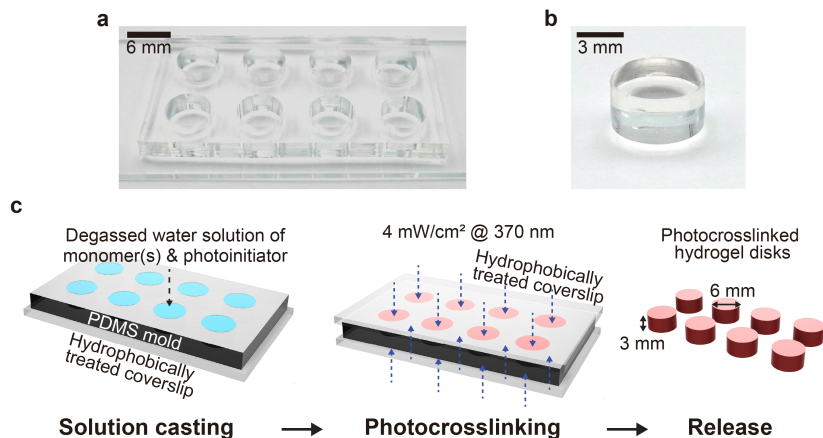 a
6 mm
b
3 mm
c
Degassed water solution of
monomer(s) & photoinitiator
PDMS mold
Hydrophobically
treated coverslip
4 mW/cm² @ 370 nm
Hydrophobically
treated coverslip
Photocrosslinked
hydrogel disks
6 mm
3 mm
Solution casting
Photocrosslinking
Release